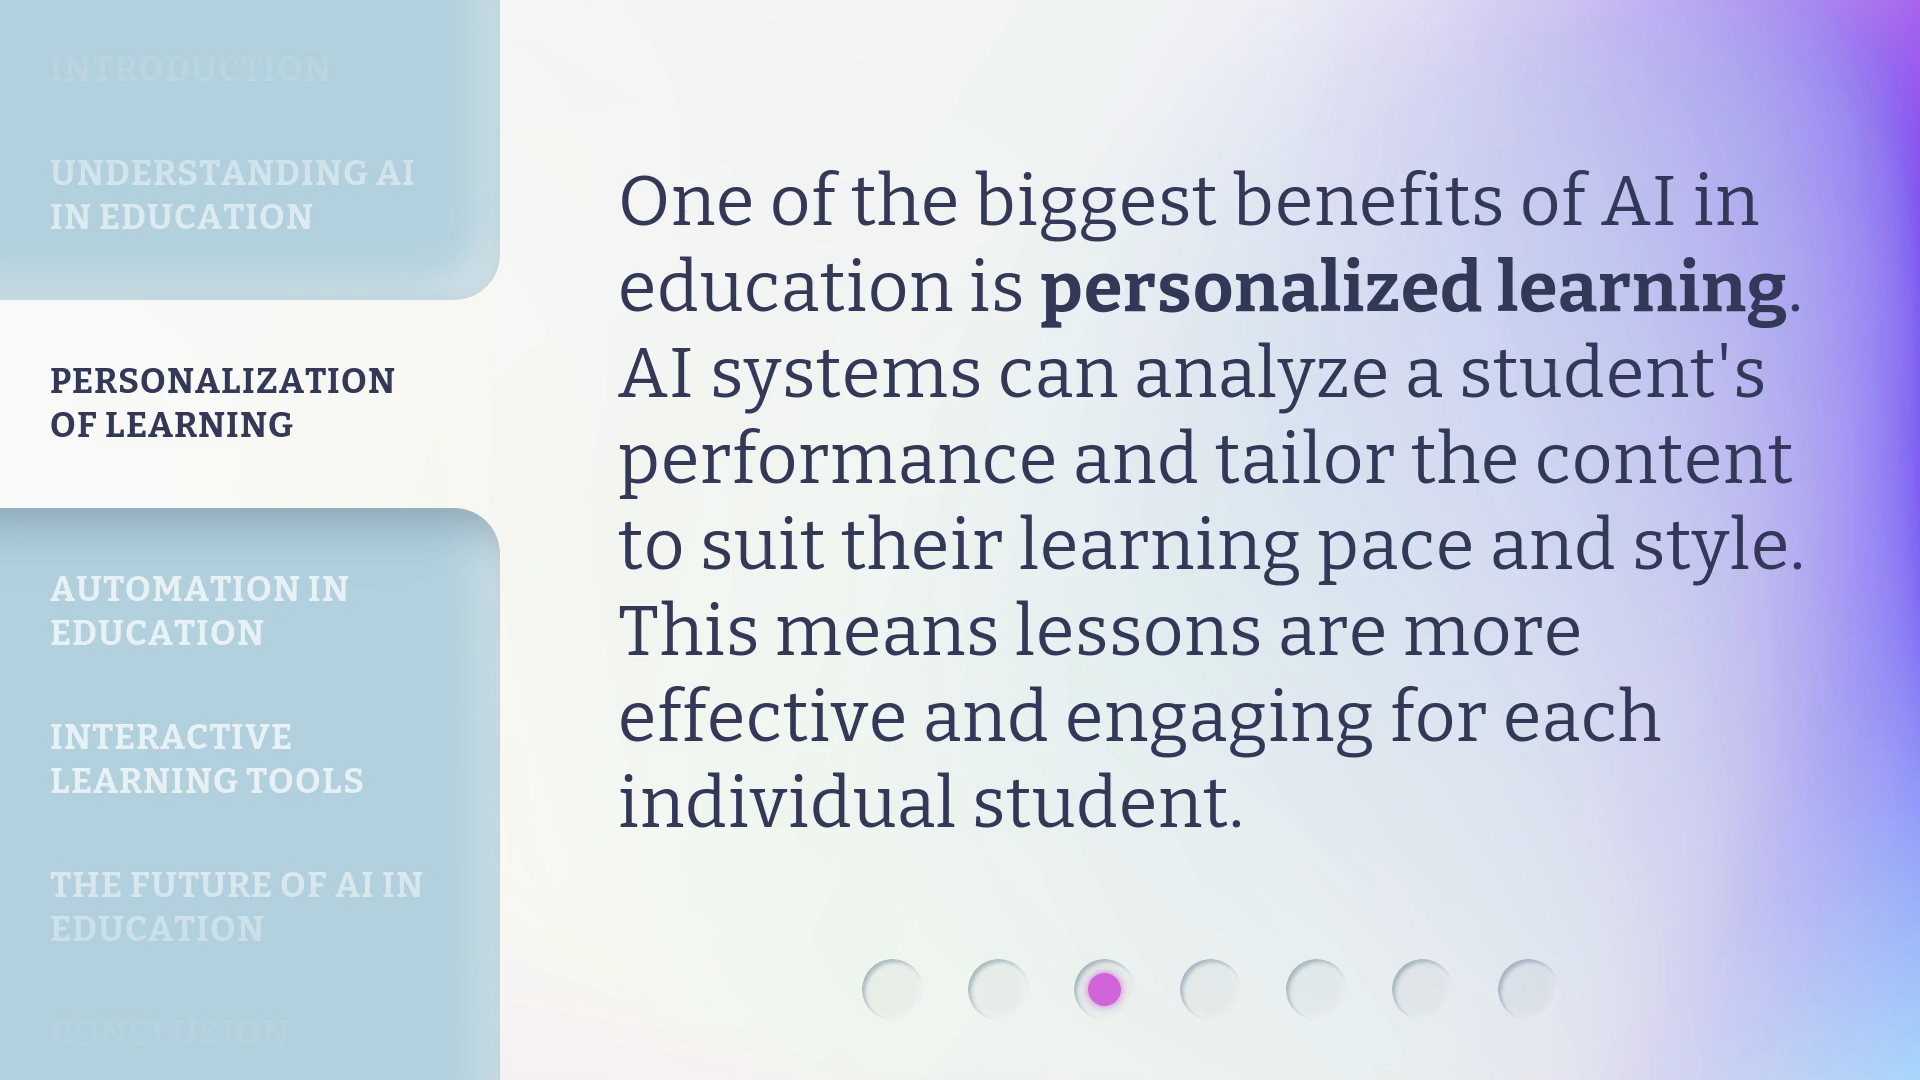 INTRODUCTION
UNDERSTANDING AI
IN EDUCATION
PERSONALIZATION
OF LEARNING
AUTOMATION IN
EDUCATION
INTERACTIVE
LEARNING TOOLS
THE FUTURE OF AI IN
EDUCATION
CONCLUSION
One of the biggest benefits of AI in
education is personalized learning.
AI systems can analyze a student's
performance and tailor the content
to suit their learning pace and style.
This means lessons are more
effective and engaging for each
individual student.